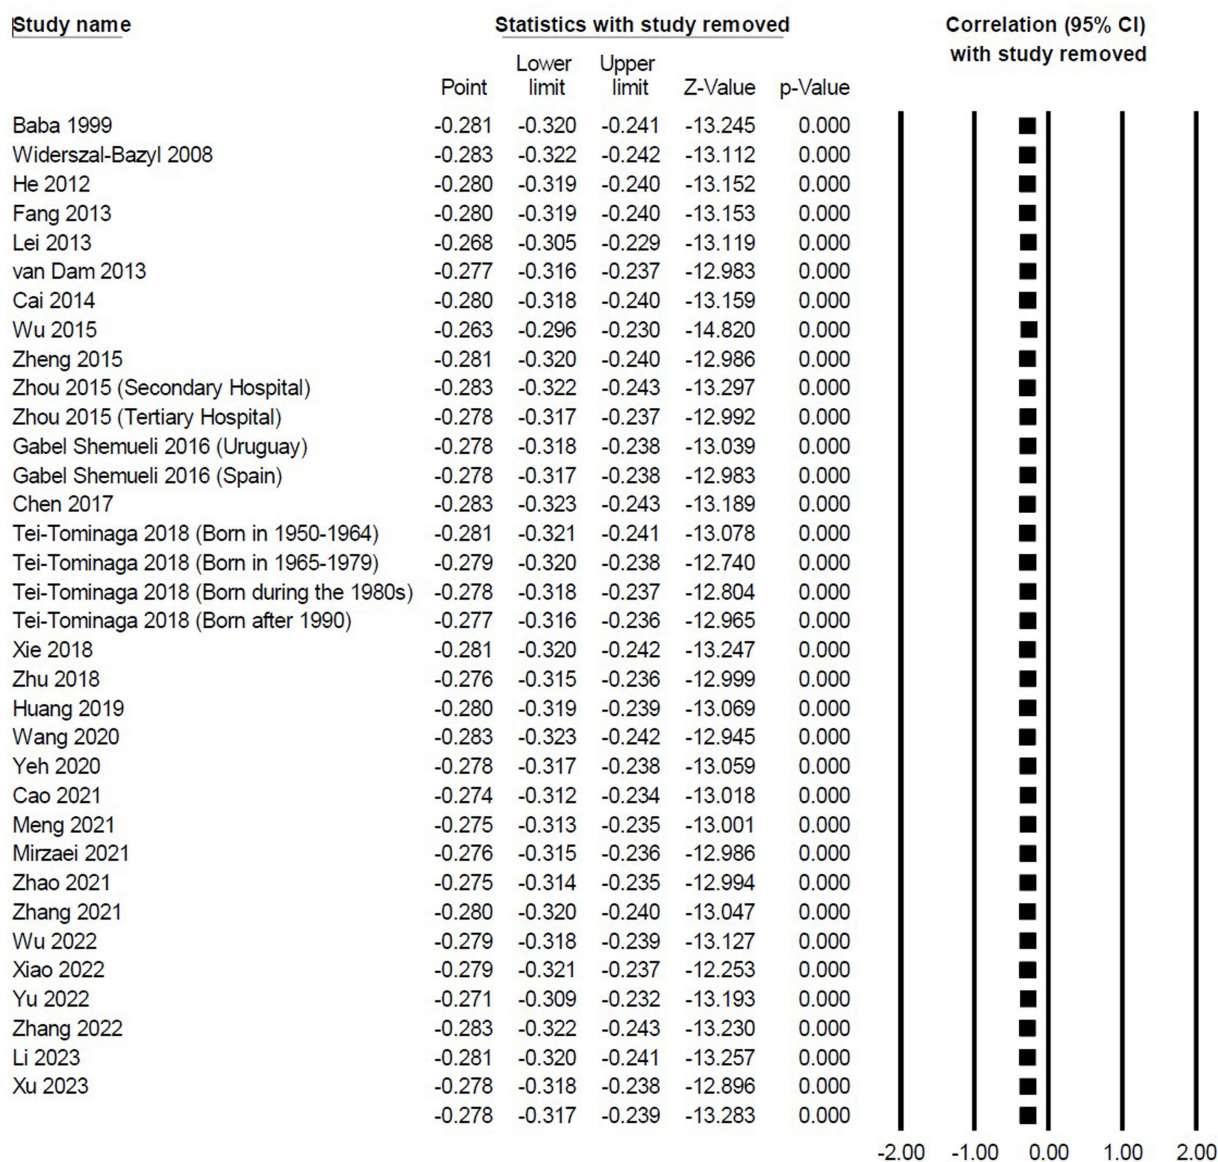 Study name Statistics with study removed Correlation (95% CI)
with study removed
Lower Upper
Point limit limit Z-Value p-Value
Baba 1999 -0.281 -0.320 -0.241 -13.245 0.000
Widerszal-Bazyl 2008 -0.283 -0.322 -0.242 -13.112 0.000
He 2012 -0.280 -0.319 -0.240 -13.152 0.000
Fang 2013 -0.280 -0.319 -0.240 -13.153 0.000
Lei 2013 -0.268 -0.305 -0.229 -13.119 0.000
van Dam 2013 -0.277 -0.316 -0.237 -12.983 0.000
Cai 2014 -0.280 -0.318 -0.240 -13.159 0.000
Wu 2015 -0.263 -0.296 -0.230 -14.820 0.000
Zheng 2015 -0.281 -0.320 -0.240 -12.986 0.000
Zhou 2015 (Secondary Hospital) -0.283 -0.322 -0.243 -13.297 0.000
Zhou 2015 (Tertiary Hospital) -0.278 -0.317 -0.237 -12.992 0.000
Gabel Shemueli 2016 (Uruguay) -0.278 -0.318 -0.238 -13.039 0.000
Gabel Shemueli 2016 (Spain) -0.278 -0.317 -0.238 -12.983 0.000
Chen 2017 -0.283 -0.323 -0.243 -13.189 0.000
Tei-Tominaga 2018 (Born in 1950-1964) -0.281 -0.321 -0.241 -13.078 0.000
Tei-Tominaga 2018 (Born in 1965-1979) -0.279 -0.320 -0.238 -12.740 0.000
Tei-Tominaga 2018 (Born during the 1980s) -0.278 -0.318 -0.237 -12.804 0.000
Tei-Tominaga 2018 (Born after 1990) -0.277 -0.316 -0.236 -12.965 0.000
Xie 2018 -0.281 -0.320 -0.242 -13.247 0.000
Zhu 2018 -0.276 -0.315 -0.236 -12.999 0.000
Huang 2019 -0.280 -0.319 -0.239 -13.069 0.000
Wang 2020 -0.283 -0.323 -0.242 -12.945 0.000
Yeh 2020 -0.278 -0.317 -0.238 -13.059 0.000
Cao 2021 -0.274 -0.312 -0.234 -13.018 0.000
Meng 2021 -0.275 -0.313 -0.235 -13.001 0.000
Mirzaei 2021 -0.276 -0.315 -0.236 -12.986 0.000
Zhao 2021 -0.275 -0.314 -0.235 -12.994 0.000
Zhang 2021 -0.280 -0.320 -0.240 -13.047 0.000
Wu 2022 -0.279 -0.318 -0.239 -13.127 0.000
Xiao 2022 -0.279 -0.321 -0.237 -12.253 0.000
Yu 2022 -0.271 -0.309 -0.232 -13.193 0.000
Zhang 2022 -0.283 -0.322 -0.243 -13.230 0.000
Li 2023 -0.281 -0.320 -0.241 -13.257 0.000
Xu 2023 -0.278 -0.318 -0.238 -12.896 0.000
-0.278 -0.317 -0.239 -13.283 0.000
-2.00 -1.00 0.00 1.00 2.00